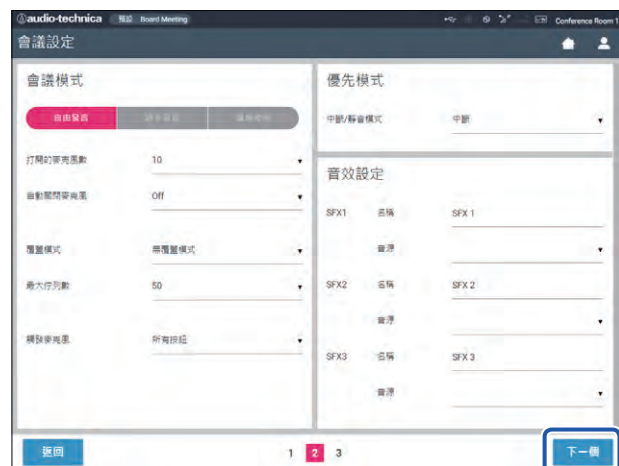 audio-technica 預設 Board Meeting Conference Room 1
會議設定
會議模式
自由發言
打開的麥克風數 10
自動關閉麥克風 Off
覆蓋模式 無覆蓋模式
最大佇列數 50
觸發麥克風 所有按鈕
優先模式
中斷/靜音模式 中斷
音效設定
SFX1 名稱 SFX 1
音源
SFX2 名稱 SFX 2
音源
SFX3 名稱 SFX 3
音源
返回 1 2 3 下一個